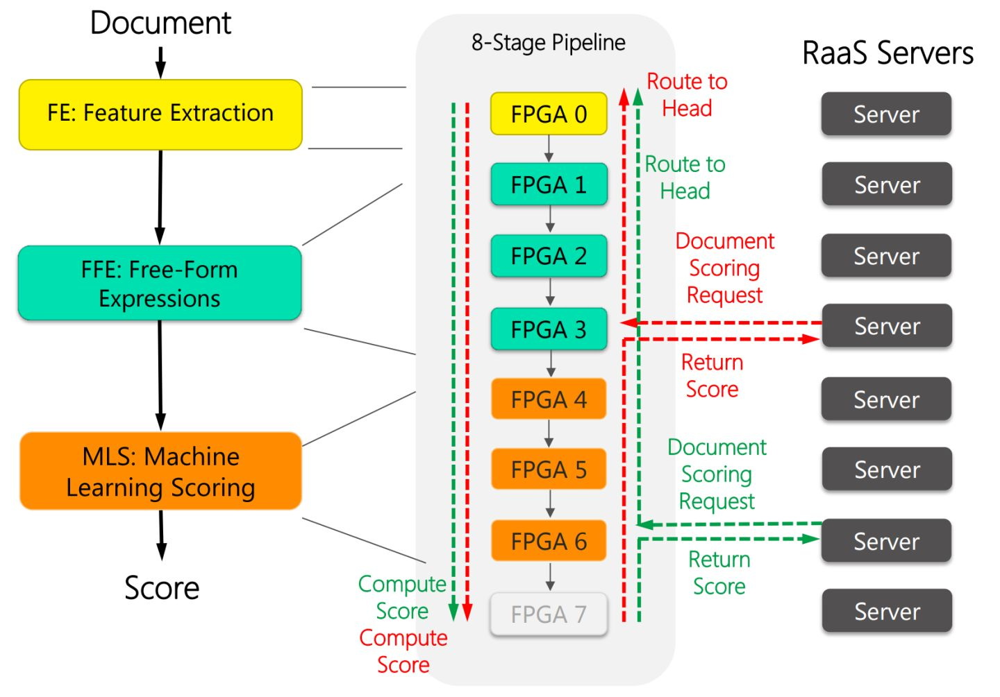 Document
FE: Feature Extraction
FFE: Free-Form
Expressions
MLS: Machine
Learning Scoring
Score
8-Stage Pipeline
FPGA 0
FPGA 1
FPGA 2
FPGA 3
FPGA 4
FPGA 5
FPGA 6
FPGA 7
Compute
Score
Compute
Score
Route to
Head
Route to
Head
Document
Scoring
Request
Return
Score
Document
Scoring
Request
Return
Score
RaaS Servers
Server
Server
Server
Server
Server
Server
Server
Server